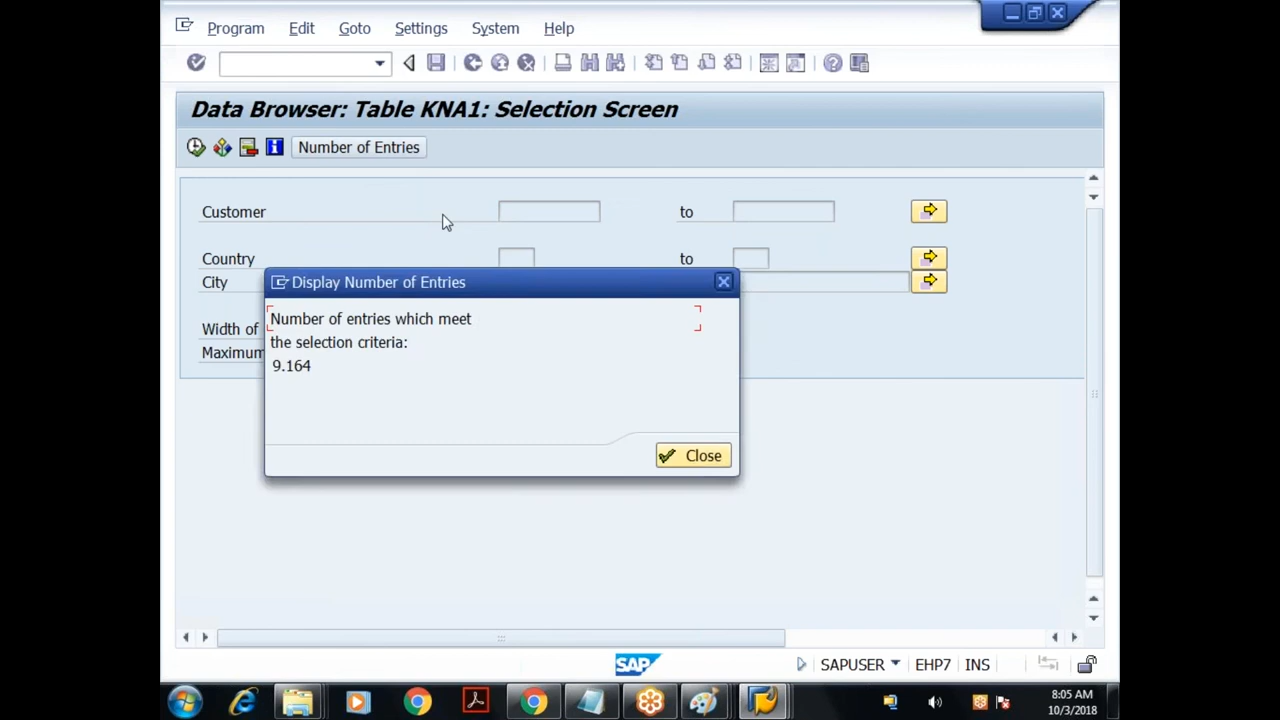 Program Edit Goto Settings System Help
Data Browser: Table KNA1: Selection Screen
Number of Entries
Customer to
Country to
City
Width of
Maximum
Display Number of Entries
Number of entries which meet
the selection criteria:
9.164
Close
SAP SAPUSER EHP7 INS
8:05 AM
10/3/2018